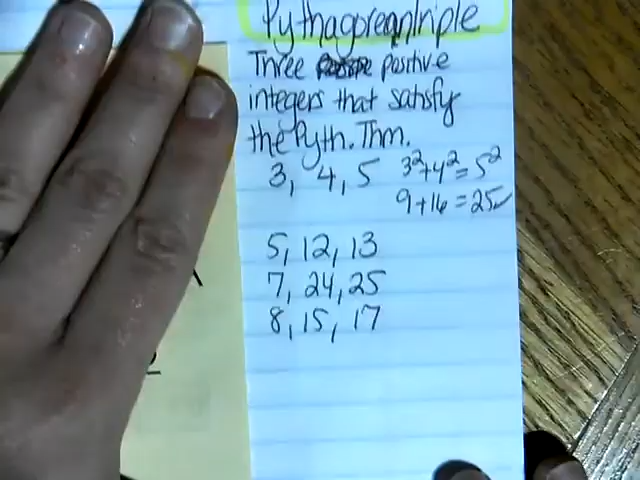 Pythagorean Triple
Three positive
integers that satisfy
the Pyth. Thm.
3, 4, 5 3²+4²=5²
9+16=25✓
5, 12, 13
7, 24, 25
8, 15, 17